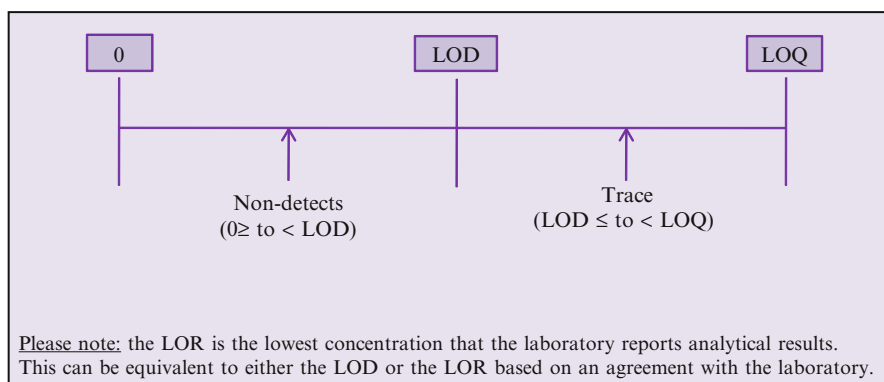 0
LOD
LOQ
Non-detects
(0≥ to < LOD)
Trace
(LOD ≤ to < LOQ)
Please note: the LOR is the lowest concentration that the laboratory reports analytical results.
This can be equivalent to either the LOD or the LOR based on an agreement with the laboratory.